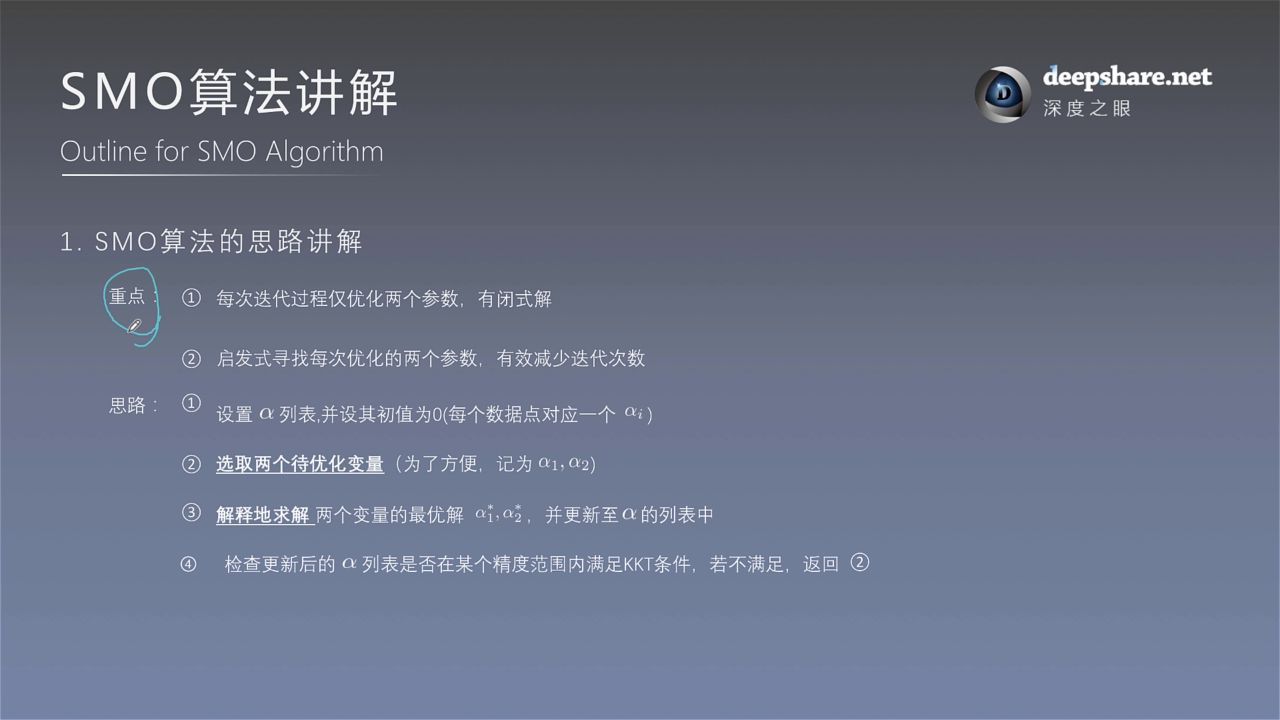 SMO算法讲解
deepshare.net
深度之眼
Outline for SMO Algorithm
1. SMO算法的思路讲解
重点： ① 每次迭代过程仅优化两个参数，有闭式解
② 启发式寻找每次优化的两个参数，有效减少迭代次数
思路： ① 设置 α 列表,并设其初值为0(每个数据点对应一个 αᵢ)
② 选取两个待优化变量（为了方便，记为 α₁, α₂)
③ 解释地求解 两个变量的最优解 α₁*, α₂*，并更新至 α 的列表中
④ 检查更新后的 α 列表是否在某个精度范围内满足KKT条件，若不满足，返回 ②